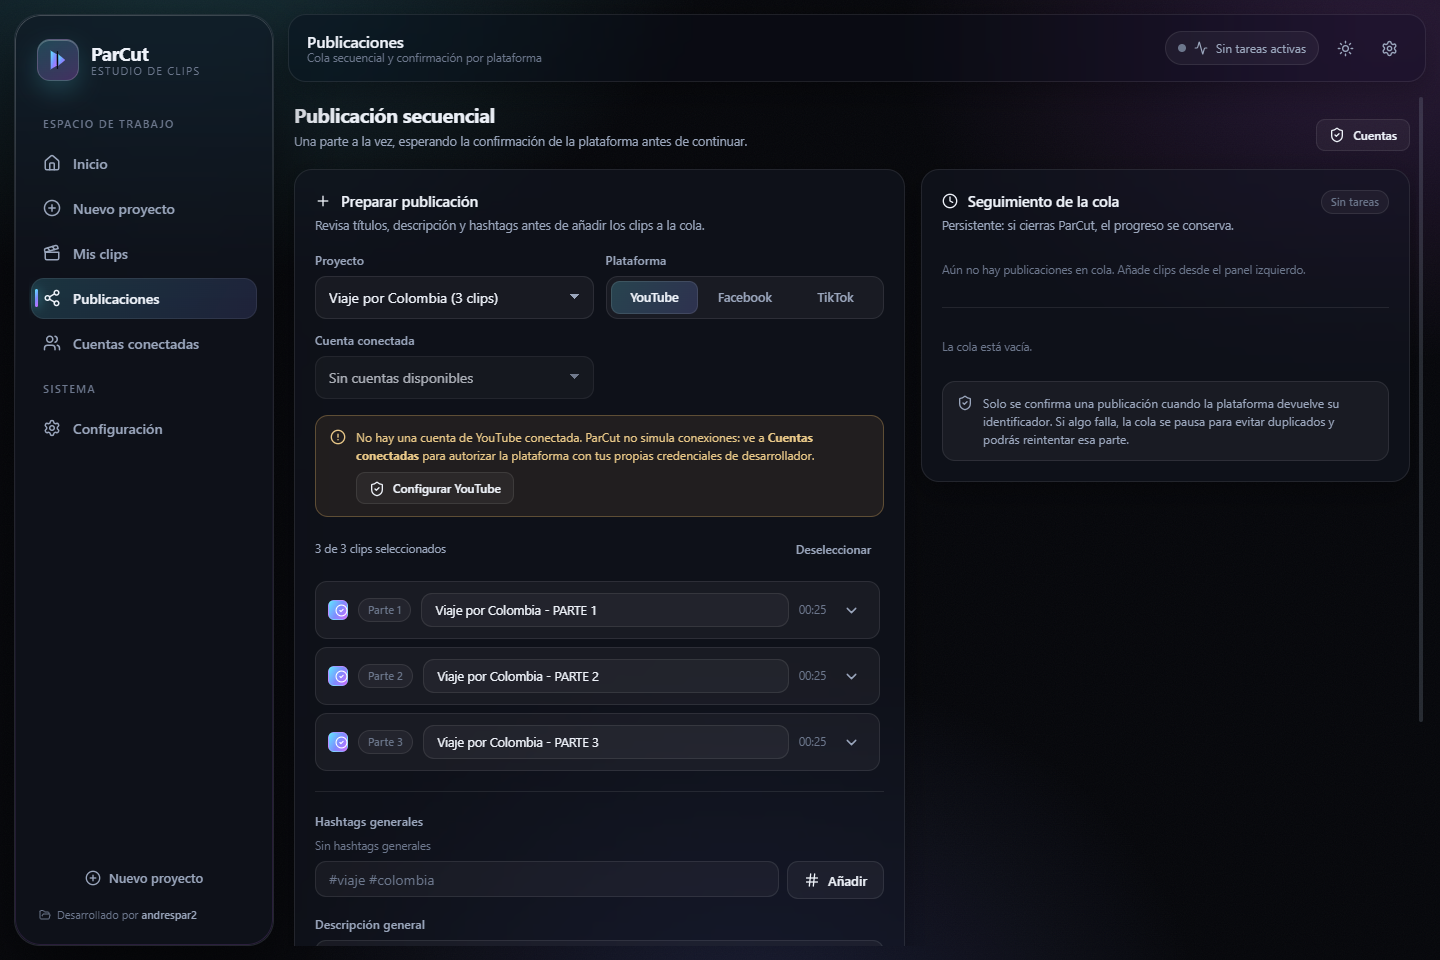 ParCut
ESTUDIO DE CLIPS
ESPACIO DE TRABAJO
Inicio
Nuevo proyecto
Mis clips
Publicaciones
Cuentas conectadas
SISTEMA
Configuración
Nuevo proyecto
Desarrollado por andrespar2
Publicaciones
Cola secuencial y confirmación por plataforma
Sin tareas activas
Publicación secuencial
Una parte a la vez, esperando la confirmación de la plataforma antes de continuar.
Cuentas
Preparar publicación
Revisa títulos, descripción y hashtags antes de añadir los clips a la cola.
Proyecto
Plataforma
Viaje por Colombia (3 clips)
YouTube
Facebook
TikTok
Cuenta conectada
Sin cuentas disponibles
No hay una cuenta de YouTube conectada. ParCut no simula conexiones: ve a Cuentas
conectadas para autorizar la plataforma con tus propias credenciales de desarrollador.
Configurar YouTube
3 de 3 clips seleccionados
Deseleccionar
Parte 1
Viaje por Colombia - PARTE 1
00:25
Parte 2
Viaje por Colombia - PARTE 2
00:25
Parte 3
Viaje por Colombia - PARTE 3
00:25
Hashtags generales
Sin hashtags generales
#viaje #colombia
Añadir
Descripción general
Seguimiento de la cola
Sin tareas
Persistente: si cierras ParCut, el progreso se conserva.
Aún no hay publicaciones en cola. Añade clips desde el panel izquierdo.
La cola está vacía.
Solo se confirma una publicación cuando la plataforma devuelve su
identificador. Si algo falla, la cola se pausa para evitar duplicados y
podrás reintentar esa parte.